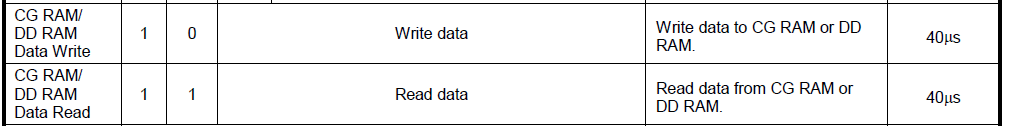 CG RAM/
DD RAM
Data Write
1
0
Write data
Write data to CG RAM or DD
RAM.
40μs
CG RAM/
DD RAM
Data Read
1
1
Read data
Read data from CG RAM or
DD RAM.
40μs